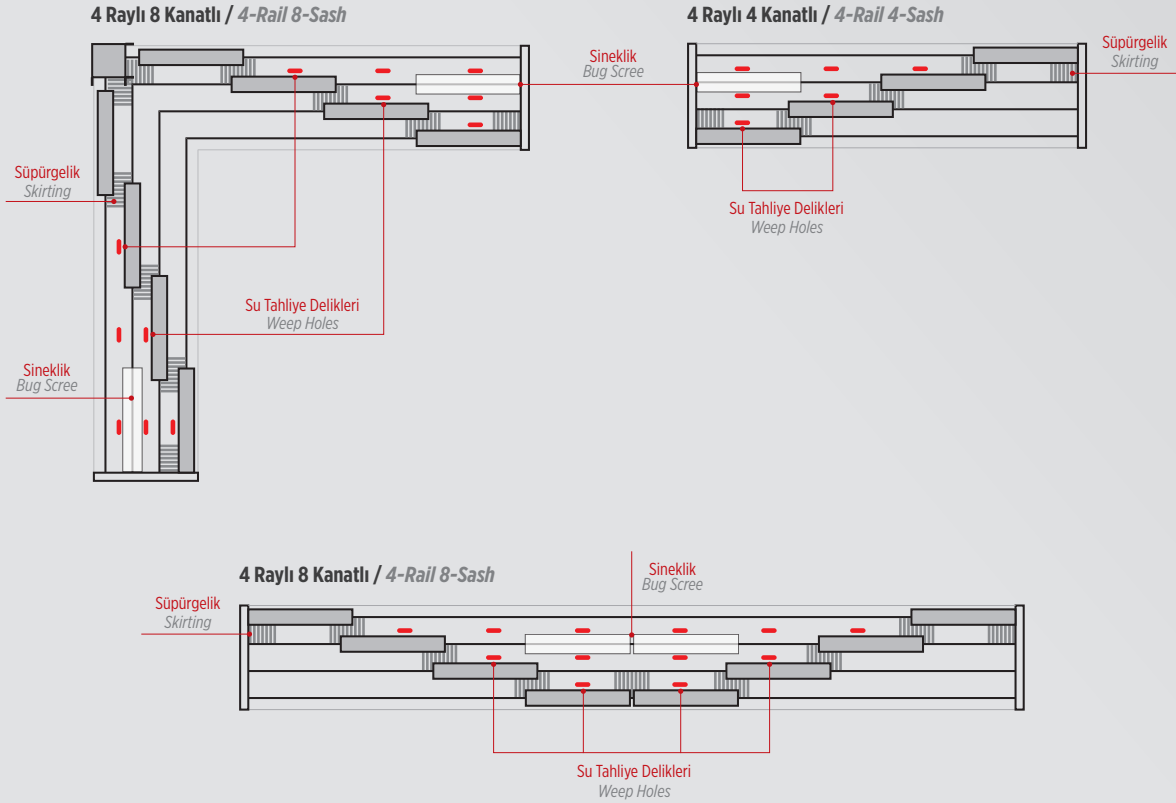 4 Raylı 8 Kanatlı / 4-Rail 8-Sash
4 Raylı 4 Kanatlı / 4-Rail 4-Sash
Sineklik
Bug Scree
Süpürgelik
Skirting
Süpürgelik
Skirting
Su Tahliye Delikleri
Weep Holes
Su Tahliye Delikleri
Weep Holes
Sineklik
Bug Scree
4 Raylı 8 Kanatlı / 4-Rail 8-Sash
Sineklik
Bug Scree
Süpürgelik
Skirting
Su Tahliye Delikleri
Weep Holes